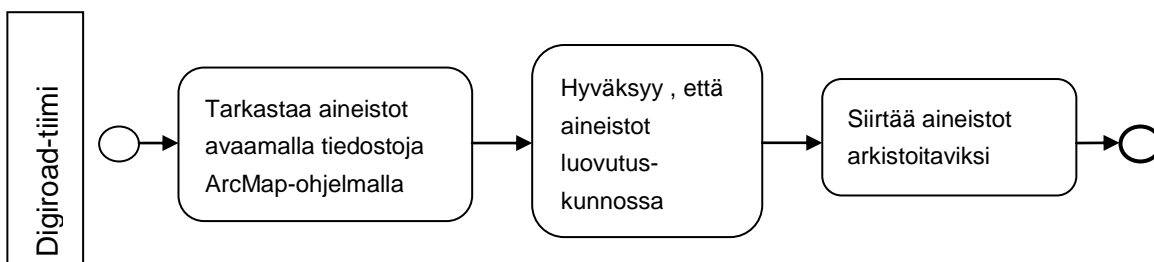 Digiroad-tiimi
Tarkastaa aineistot
avaamalla tiedostoja
ArcMap-ohjelmalla
Hyväksyy , että
aineistot
luovutus-
kunnossa
Siirtää aineistot
arkistoitaviksi